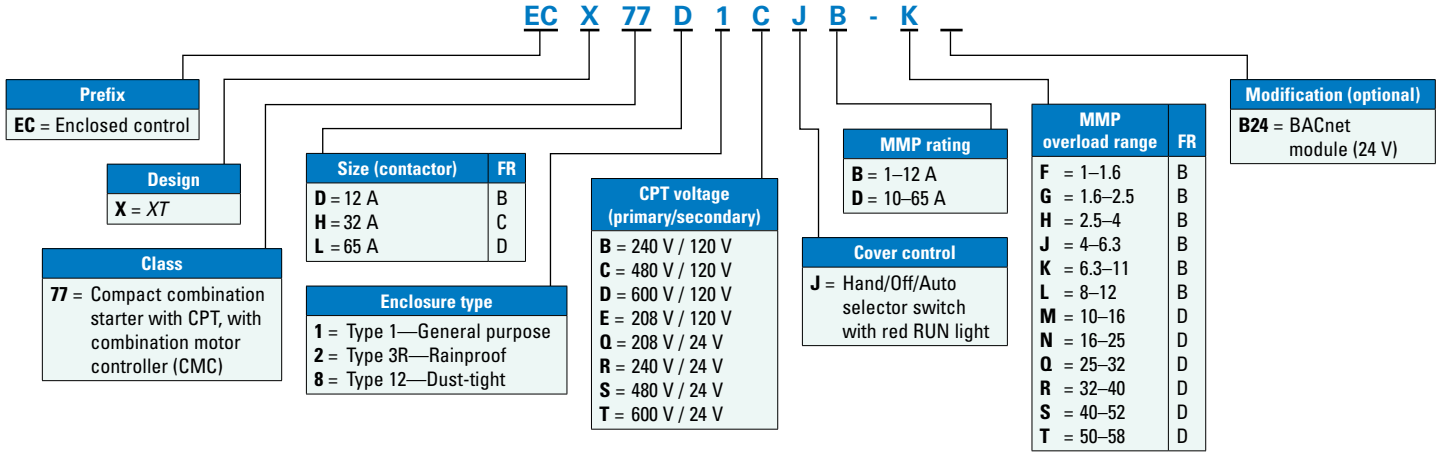 EC X 77 D 1 C J B - K _
Prefix
EC = Enclosed control
Design
X = XT
Class
77 = Compact combination
starter with CPT, with
combination motor
controller (CMC)
Size (contactor) FR
D = 12 A B
H = 32 A C
L = 65 A D
Enclosure type
1 = Type 1—General purpose
2 = Type 3R—Rainproof
8 = Type 12—Dust-tight
CPT voltage
(primary/secondary)
B = 240 V / 120 V
C = 480 V / 120 V
D = 600 V / 120 V
E = 208 V / 120 V
Q = 208 V / 24 V
R = 240 V / 24 V
S = 480 V / 24 V
T = 600 V / 24 V
Cover control
J = Hand/Off/Auto
selector switch
with red RUN light
MMP rating
B = 1–12 A
D = 10–65 A
MMP
overload range FR
F = 1–1.6 B
G = 1.6–2.5 B
H = 2.5–4 B
J = 4–6.3 B
K = 6.3–11 B
L = 8–12 B
M = 10–16 D
N = 16–25 D
Q = 25–32 D
R = 32–40 D
S = 40–52 D
T = 50–58 D
Modification (optional)
B24 = BACnet
module (24 V)